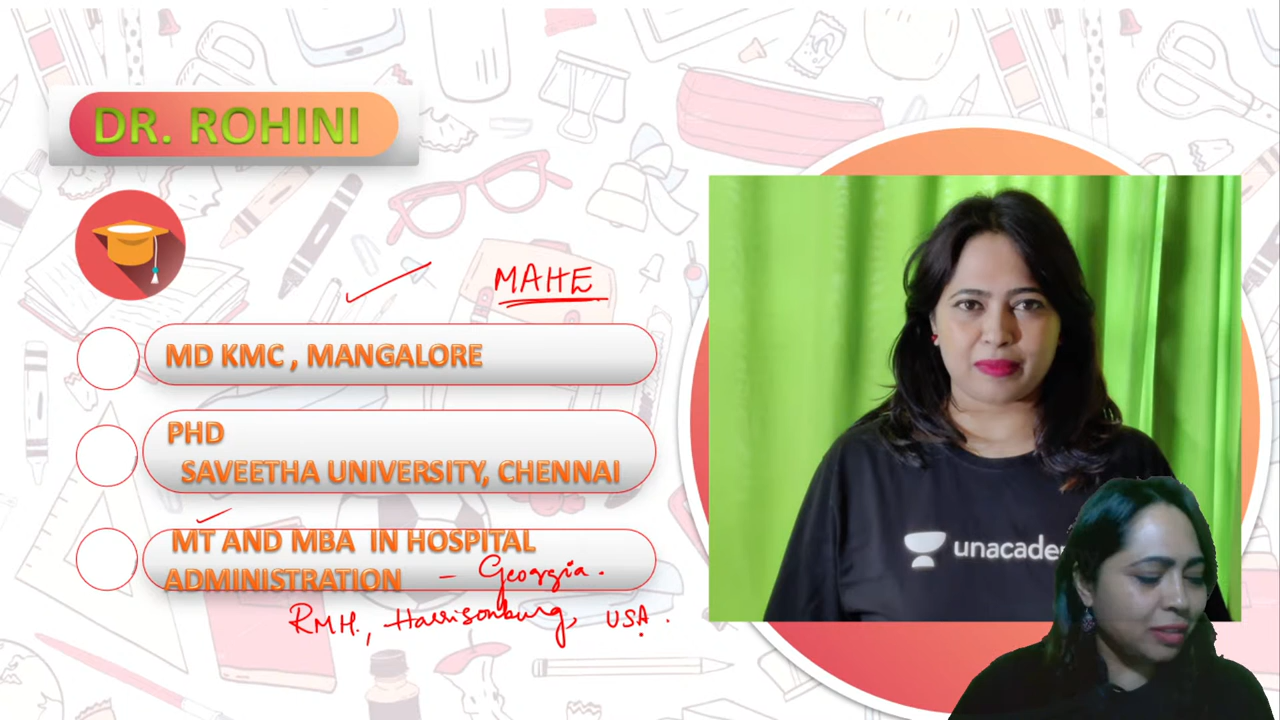 DR. ROHINI
MAHE
MD KMC , MANGALORE
PHD
SAVEETHA UNIVERSITY, CHENNAI
MT AND MBA IN HOSPITAL
ADMINISTRATION - Georgia.
RMH., Harrisonburg, USA.